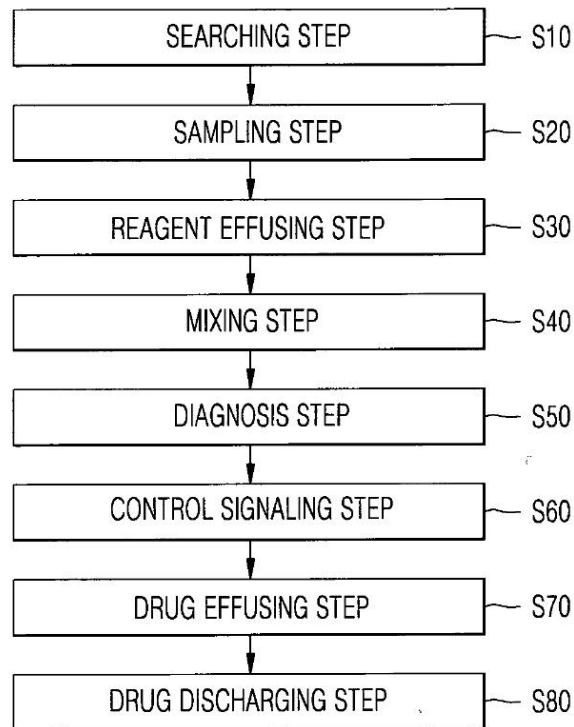 SEARCHING STEP S10
SAMPLING STEP S20
REAGENT EFFUSING STEP S30
MIXING STEP S40
DIAGNOSIS STEP S50
CONTROL SIGNALING STEP S60
DRUG EFFUSING STEP S70
DRUG DISCHARGING STEP S80